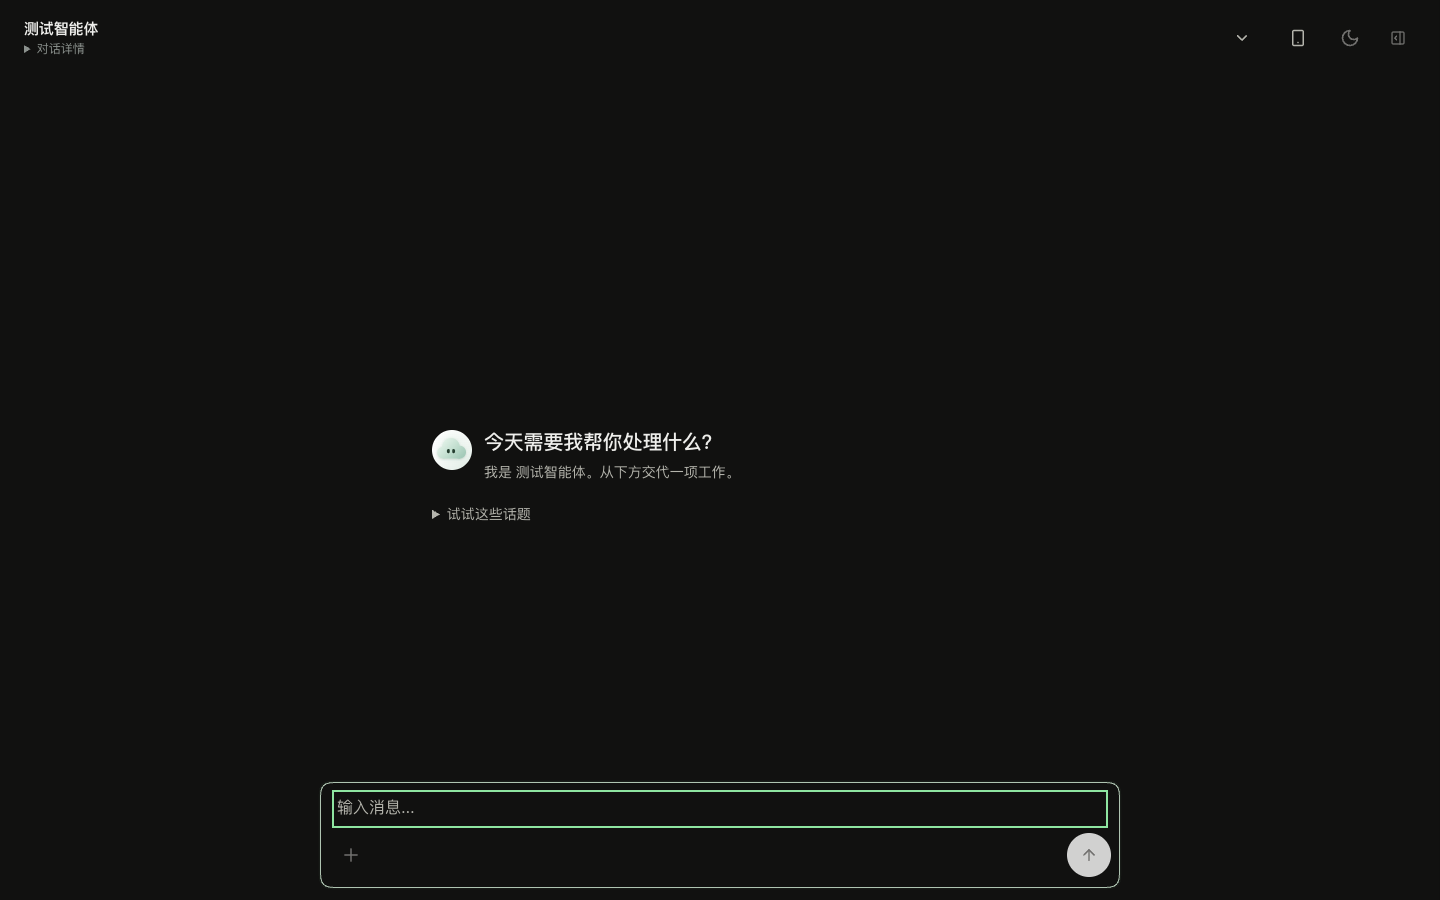 测试智能体
▶ 对话详情
今天需要我帮你处理什么？
我是 测试智能体。从下方交代一项工作。
▶ 试试这些话题
输入消息...